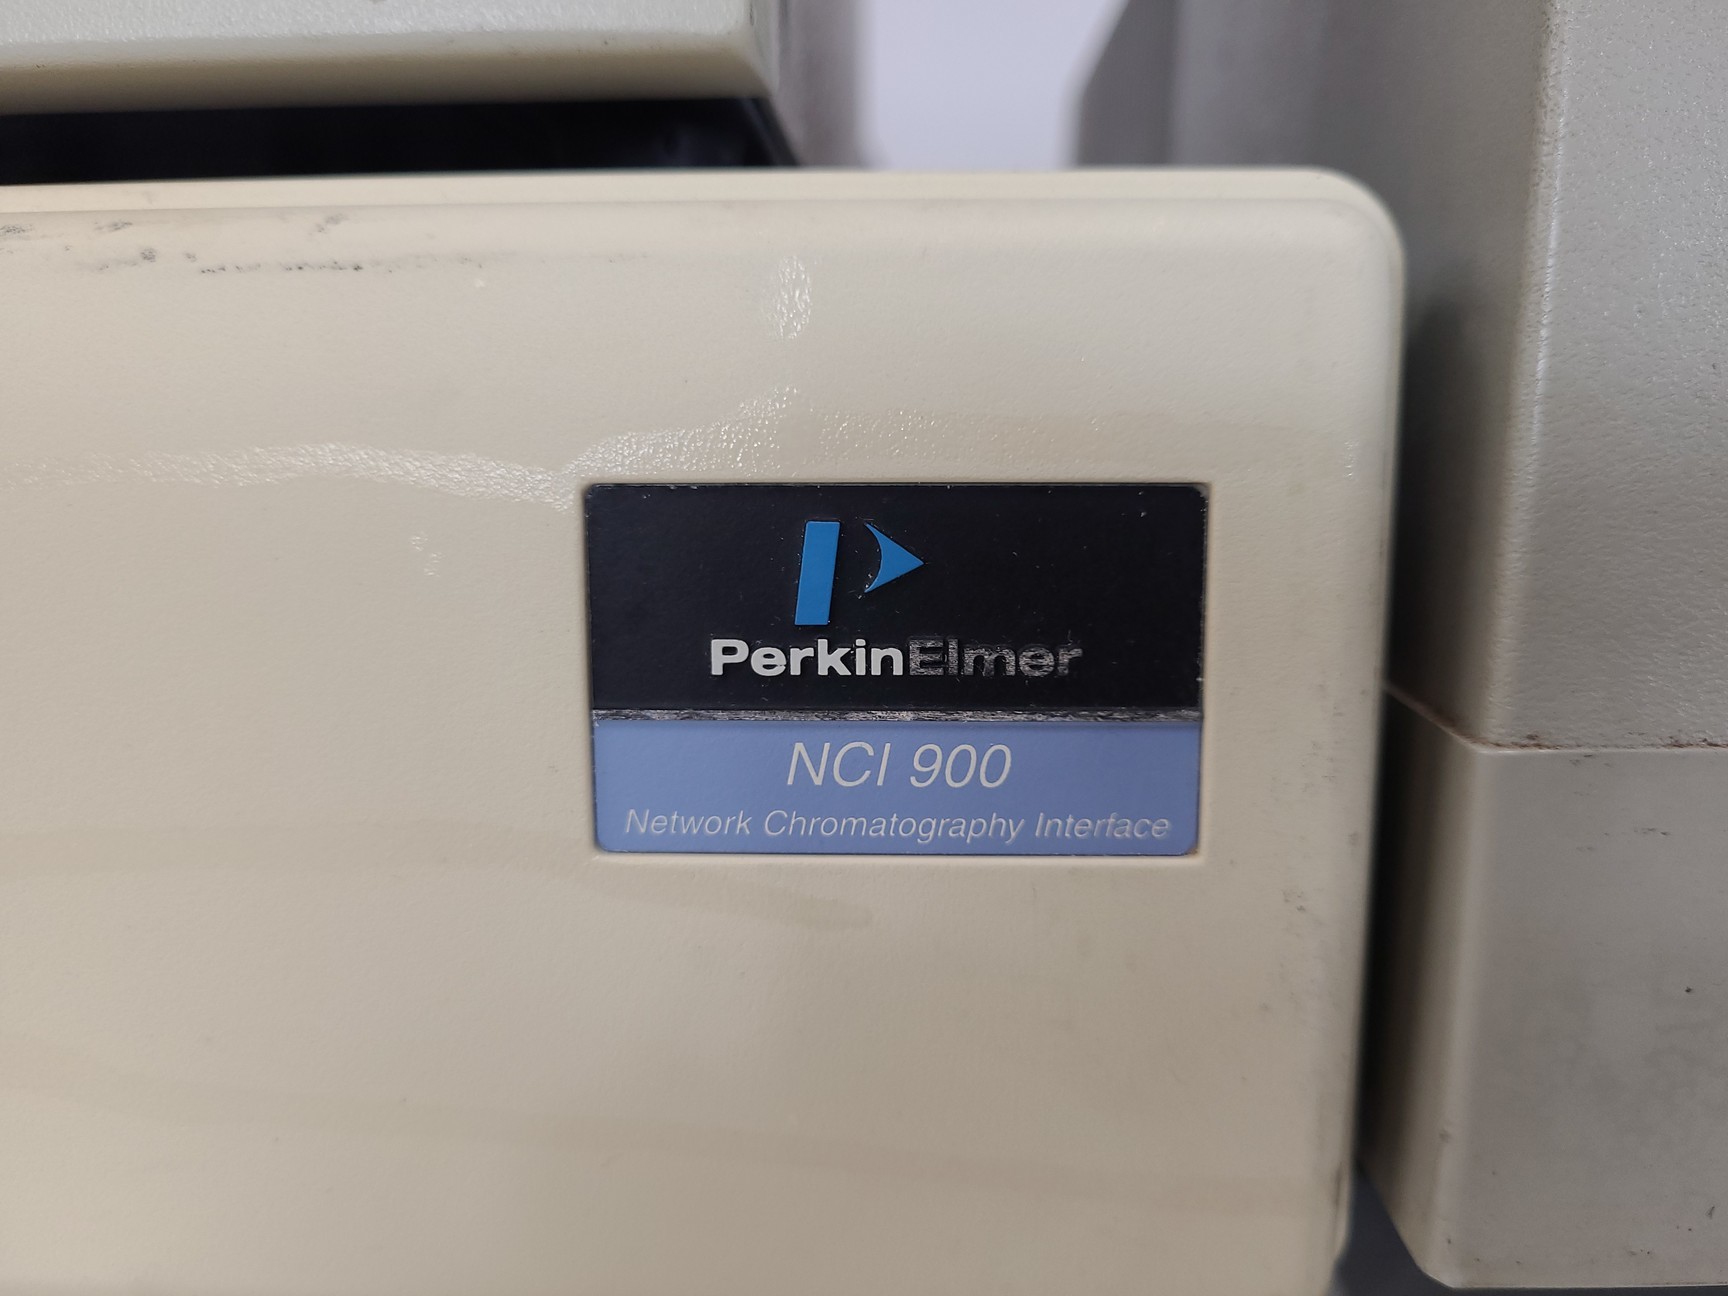 PerkinElmer
NCI 900
Network Chromatography Interface